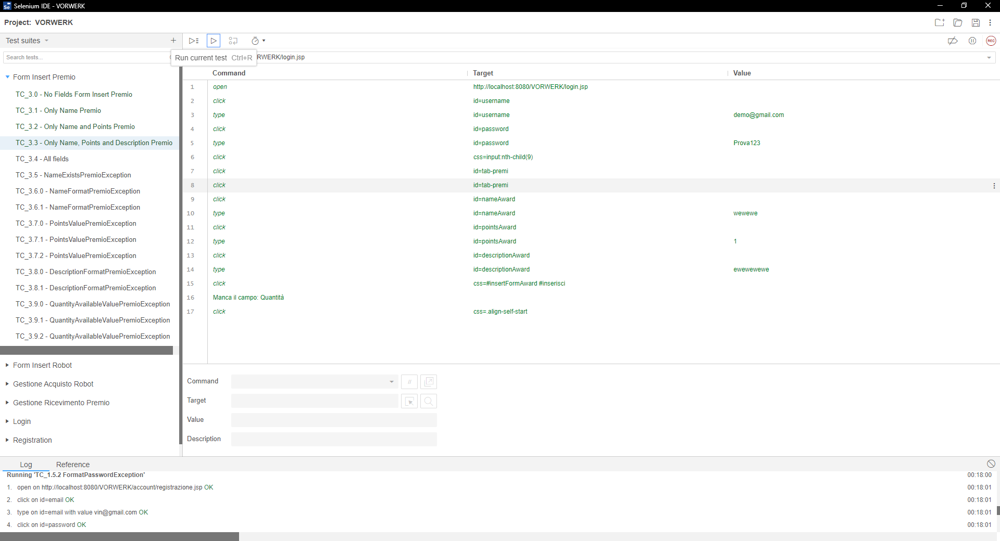 Selenium IDE - VORWERK
Project: VORWERK
Test suites
REC
Search tests...
Run current test Ctrl+R
RWERK/login.jsp
Form Insert Premio
TC_3.0 - No Fields Form Insert Premio
TC_3.1 - Only Name Premio
TC_3.2 - Only Name and Points Premio
TC_3.3 - Only Name, Points and Description Premio
TC_3.4 - All fields
TC_3.5 - NameExistsPremioException
TC_3.6.0 - NameFormatPremioException
TC_3.6.1 - NameFormatPremioException
TC_3.7.0 - PointsValuePremioException
TC_3.7.1 - PointsValuePremioException
TC_3.7.2 - PointsValuePremioException
TC_3.8.0 - DescriptionFormatPremioException
TC_3.8.1 - DescriptionFormatPremioException
TC_3.9.0 - QuantityAvailableValuePremioException
TC_3.9.1 - QuantityAvailableValuePremioException
TC_3.9.2 - QuantityAvailableValuePremioException
Form Insert Robot
Gestione Acquisto Robot
Gestione Ricevimento Premio
Login
Registration
Command Target Value
1 open http://localhost:8080/VORWERK/login.jsp
2 click id=username
3 type id=username demo@gmail.com
4 click id=password
5 type id=password Prova123
6 click css=input:nth-child(9)
7 click id=tab-premi
8 click id=tab-premi
9 click id=nameAward
10 type id=nameAward wewewe
11 click id=pointsAward
12 type id=pointsAward 1
13 click id=descriptionAward
14 type id=descriptionAward ewewewewe
15 click css=#insertFormAward #inserisci
16 Manca il campo: Quantità
17 click css=.align-self-start
Command //
Target
Value
Description
Log Reference
Running 'TC_1.5.2 FormatPasswordException' 00:18:00
1. open on http://localhost:8080/VORWERK/account/registrazione.jsp OK 00:18:01
2. click on id=email OK 00:18:01
3. type on id=email with value vin@gmail.com OK 00:18:01
4. click on id=password OK 00:18:01